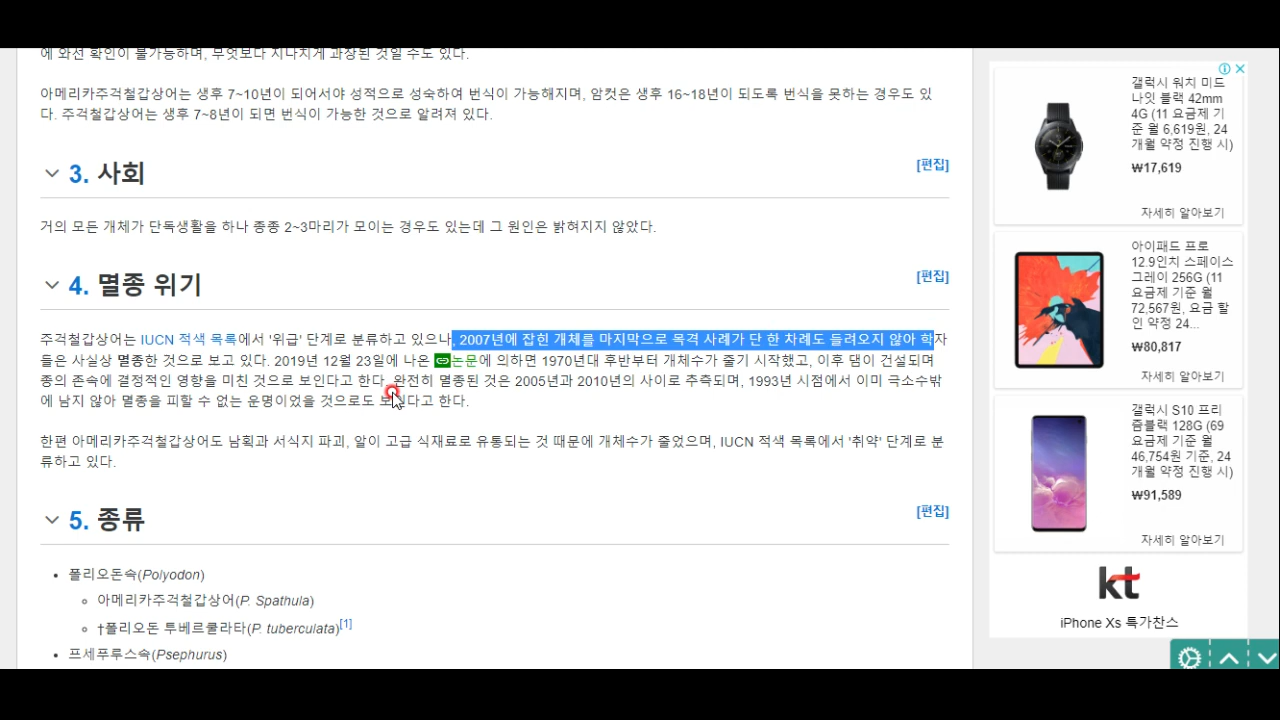 에 와선 확인이 불가능하며, 무엇보다 지나치게 과장된 것일 수도 있다.
아메리카주걱철갑상어는 생후 7~10년이 되어서야 성적으로 성숙하여 번식이 가능해지며, 암컷은 생후 16~18년이 되도록 번식을 못하는 경우도 있
다. 주걱철갑상어는 생후 7~8년이 되면 번식이 가능한 것으로 알려져 있다.
3. 사회
[편집]
거의 모든 개체가 단독생활을 하나 종종 2~3마리가 모이는 경우도 있는데 그 원인은 밝혀지지 않았다.
4. 멸종 위기
[편집]
주걱철갑상어는 IUCN 적색 목록에서 '위급' 단계로 분류하고 있으나, 2007년에 잡힌 개체를 마지막으로 목격 사례가 단 한 차례도 들려오지 않아 학자
들은 사실상 멸종한 것으로 보고 있다. 2019년 12월 23일에 나온 논문에 의하면 1970년대 후반부터 개체수가 줄기 시작했고, 이후 댐이 건설되며
종의 존속에 결정적인 영향을 미친 것으로 보인다고 한다. 완전히 멸종된 것은 2005년과 2010년의 사이로 추측되며, 1993년 시점에서 이미 극소수밖
에 남지 않아 멸종을 피할 수 없는 운명이었을 것으로도 보인다고 한다.
한편 아메리카주걱철갑상어도 남획과 서식지 파괴, 알이 고급 식재료로 유통되는 것 때문에 개체수가 줄었으며, IUCN 적색 목록에서 '취약' 단계로 분
류하고 있다.
5. 종류
[편집]
폴리오돈속(Polyodon)
아메리카주걱철갑상어(P. Spathula)
†폴리오돈 투베르쿨라타(P. tuberculata)[1]
프세푸루스속(Psephurus)
갤럭시 워치 미드
나잇 블랙 42mm
4G (11 요금제 기
준 월 6,619원, 24
개월 약정 진행 시)
₩17,619
자세히 알아보기
아이패드 프로
12.9인치 스페이스
그레이 256G (11
요금제 기준 월
72,567원, 요금 할
인 약정 24...
₩80,817
자세히 알아보기
갤럭시 S10 프리
즘블랙 128G (69
요금제 기준 월
46,754원 기준, 24
개월 약정 진행 시)
₩91,589
자세히 알아보기
kt
iPhone Xs 특가찬스